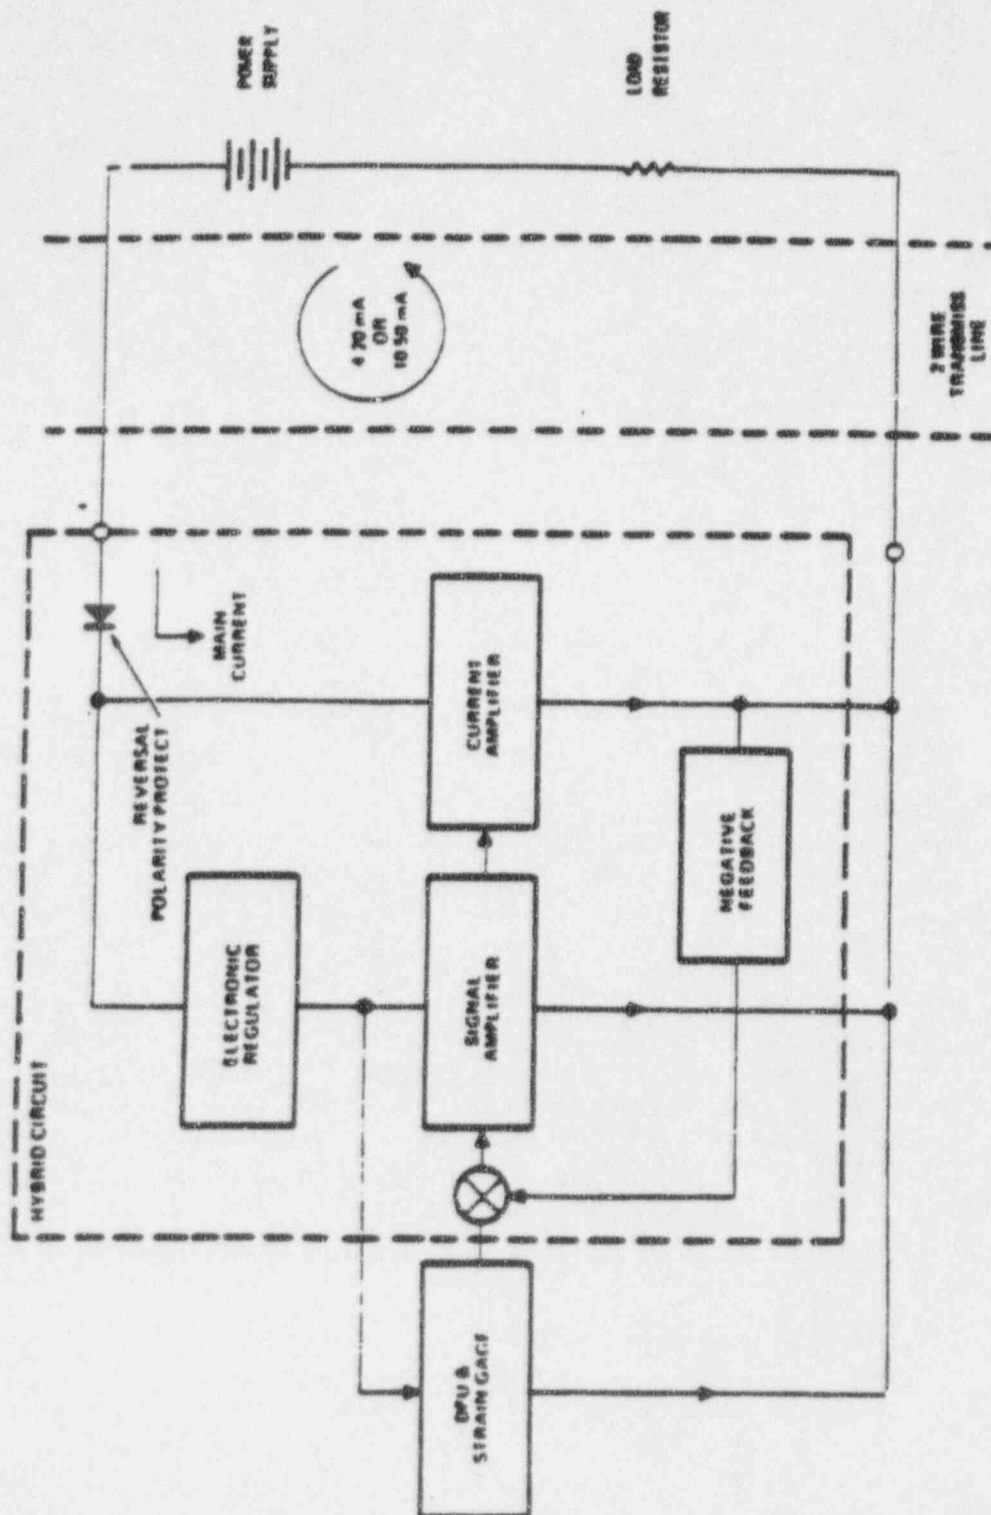 HYBRID CIRCUIT
REVERSAL
POLARITY PROTECT
MAIN
CURRENT
POWER
SUPPLY
ELECTRONIC
REGULATOR
4 20 mA
OR
10 50 mA
DPU &
STRAIN GAGE
SIGNAL
AMPLIFIER
CURRENT
AMPLIFIER
LOAD
RESISTOR
NEGATIVE
FEEDBACK
2 WIRE
TRANSMISS
LINE